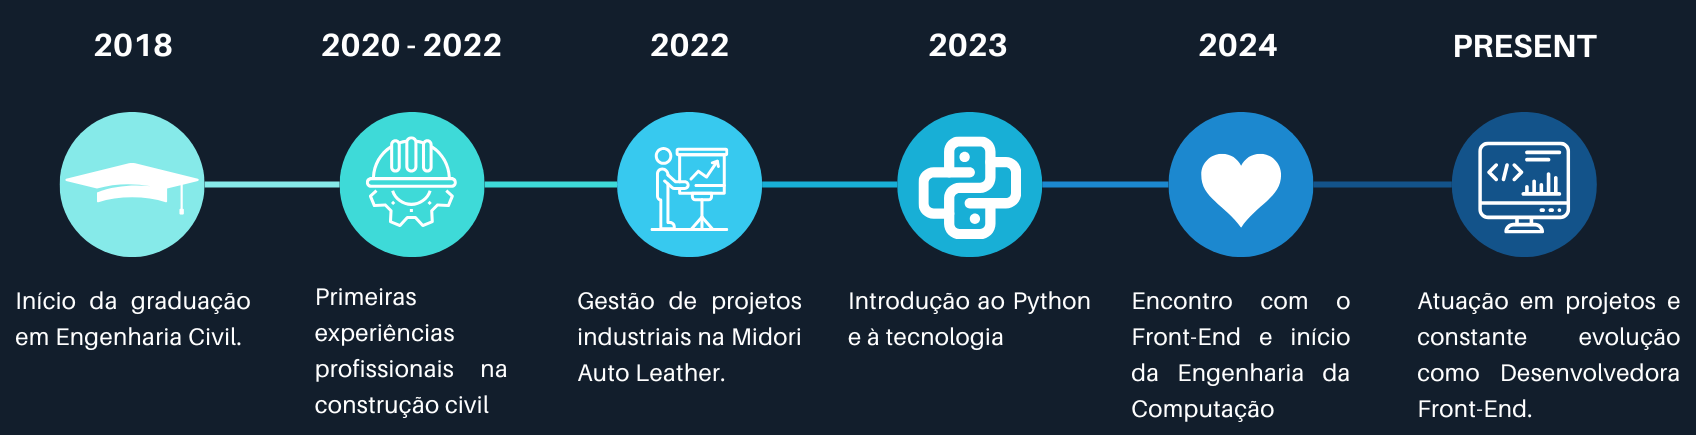 2018
Início da graduação
em Engenharia Civil.
2020 - 2022
Primeiras
experiências
profissionais na
construção civil
2022
Gestão de projetos
industriais na Midori
Auto Leather.
2023
Introdução ao Python
e à tecnologia
2024
Encontro com o
Front-End e início
da Engenharia da
Computação
PRESENT
Atuação em projetos e
constante evolução
como Desenvolvedora
Front-End.